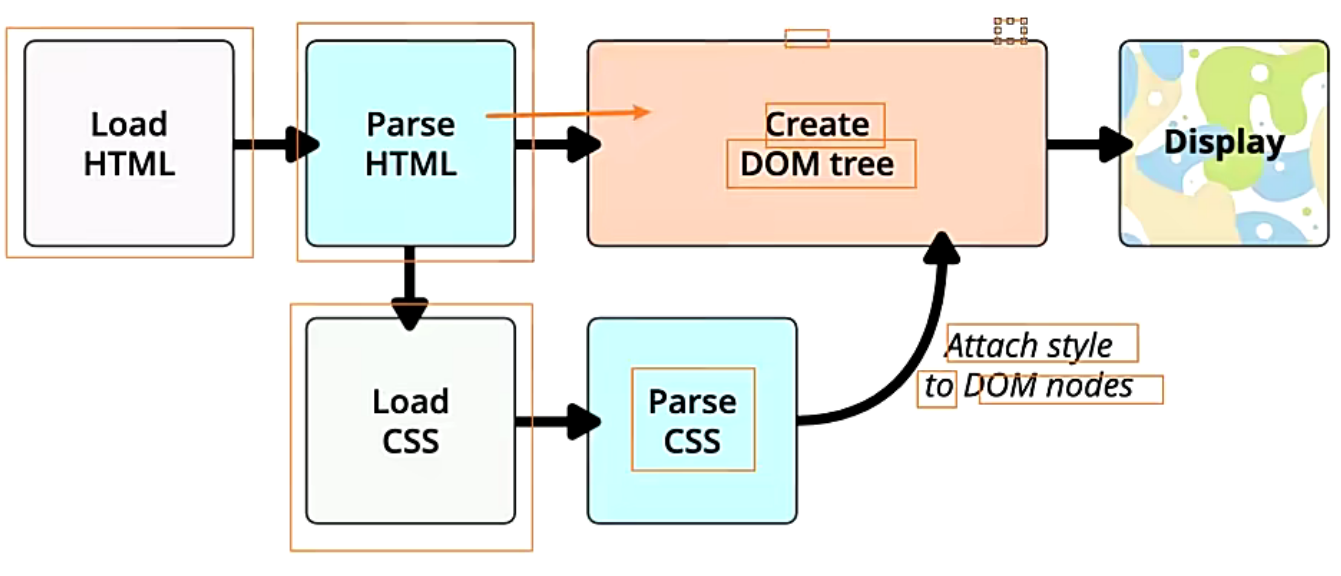 Load
HTML
Parse
HTML
Create
DOM tree
Display
Load
CSS
Parse
CSS
Attach style
to DOM nodes